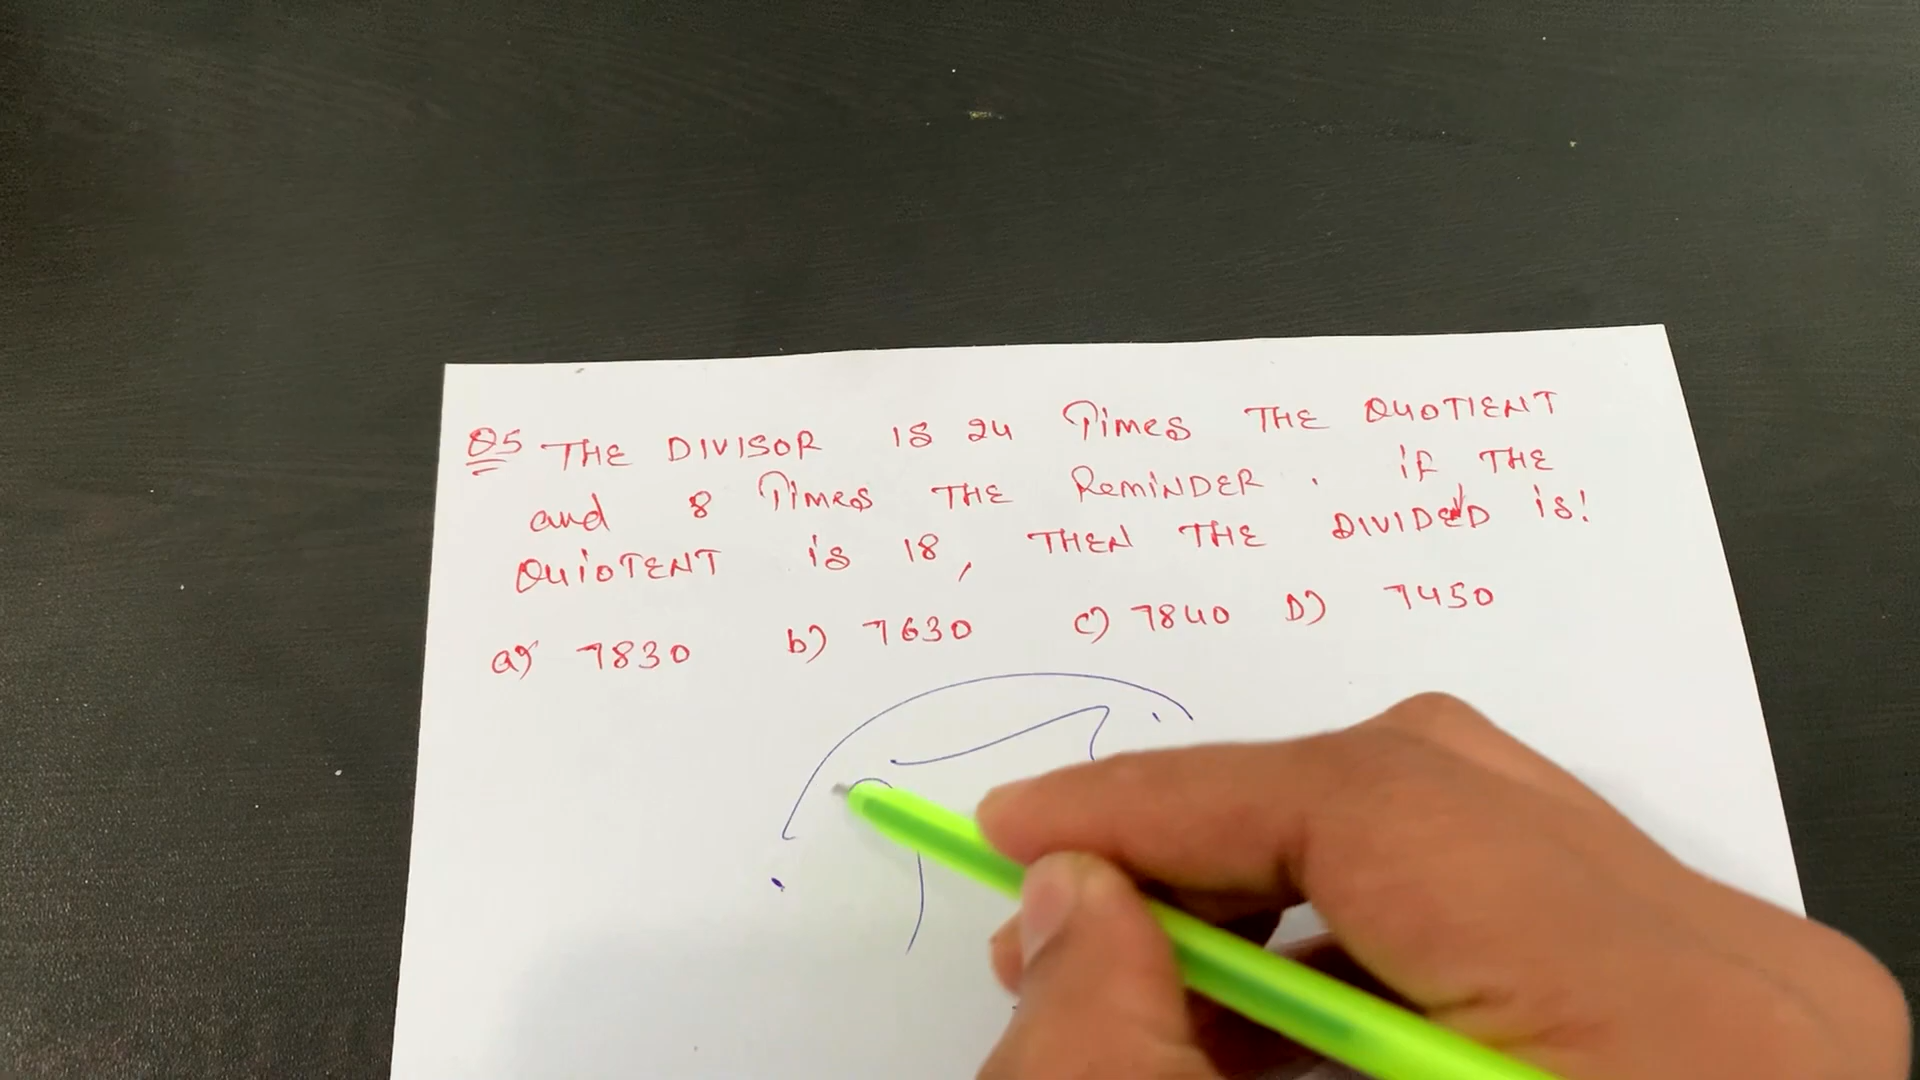 Q5 THE DIVISOR IS 24 Times THE QUOTIENT
and 8 Times THE ReMiNDER. if THE
QUiOTENT is 18, THEN THE DIVIDED is!
a) 7830 b) 7630 c) 7840 D) 7450